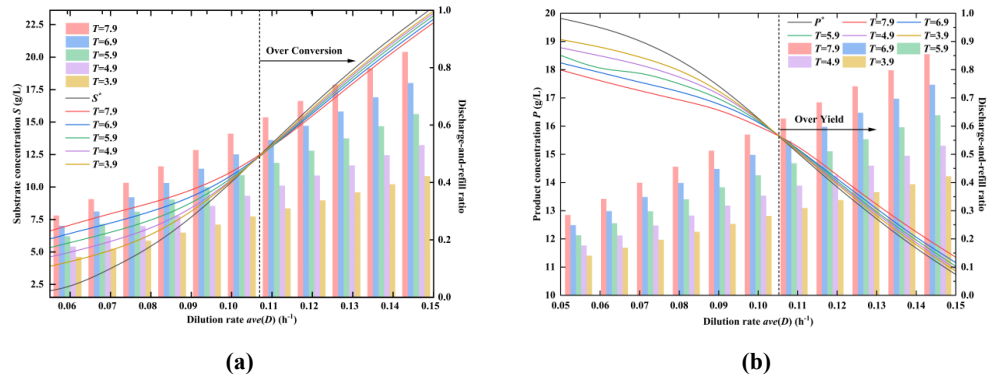 22.5
20.0
17.5
15.0
12.5
10.0
7.5
5.0
2.5
Substrate concentration S (g/L)
T=7.9
T=6.9
T=5.9
T=4.9
T=3.9
S*
T=7.9
T=6.9
T=5.9
T=4.9
T=3.9
Over Conversion
1.0
0.8
0.6
0.4
0.2
0.0
Discharge-and-refill ratio
0.06 0.07 0.08 0.09 0.10 0.11 0.12 0.13 0.14 0.15
Dilution rate ave(D) (h⁻¹)
(a)
20
19
18
17
16
15
14
13
12
11
10
Product concentration P (g/L)
P* T=7.9 T=6.9
T=5.9 T=4.9 T=3.9
T=7.9 T=6.9 T=5.9
T=4.9 T=3.9
Over Yield
1.0
0.9
0.8
0.7
0.6
0.5
0.4
0.3
0.2
0.1
0.0
Discharge-and-refill ratio
0.05 0.06 0.07 0.08 0.09 0.10 0.11 0.12 0.13 0.14 0.15
Dilution rate ave(D) (h⁻¹)
(b)